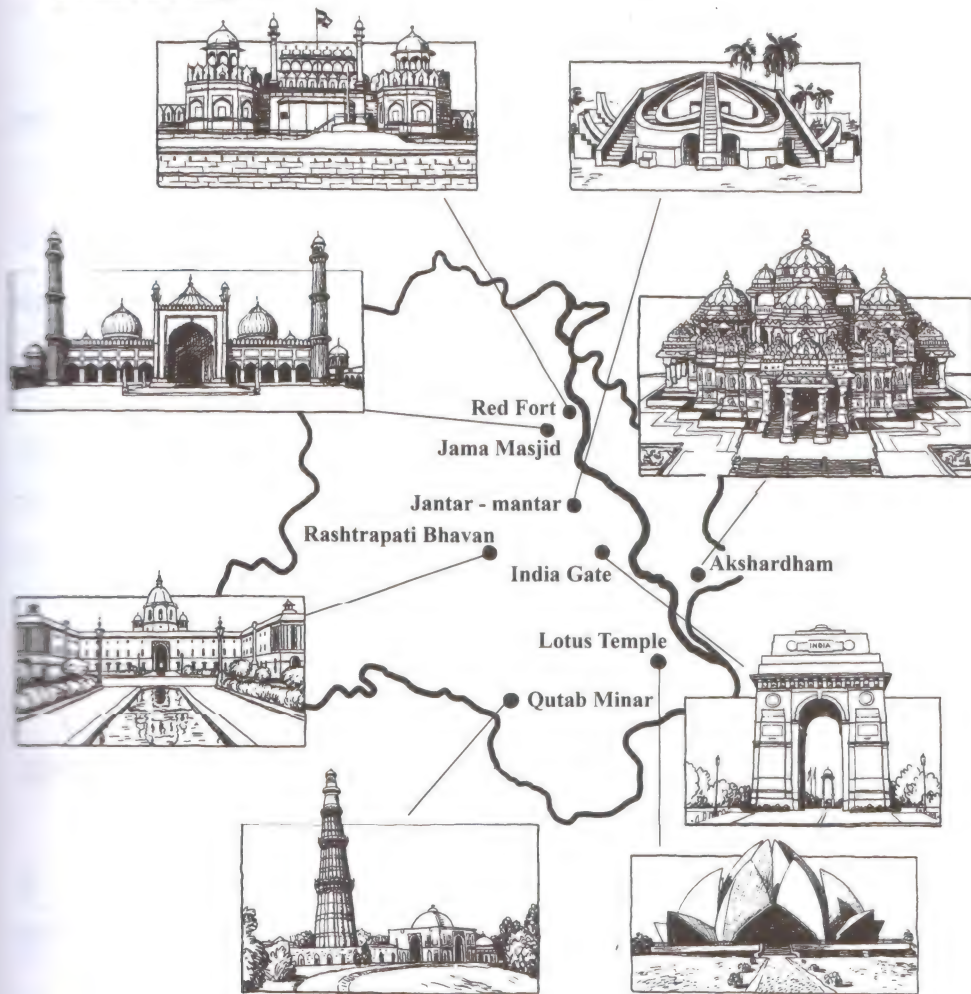 Red Fort
Jama Masjid
Jantar - mantar
Rashtrapati Bhavan
India Gate
Akshardham
Lotus Temple
INDIA
Qutab Minar